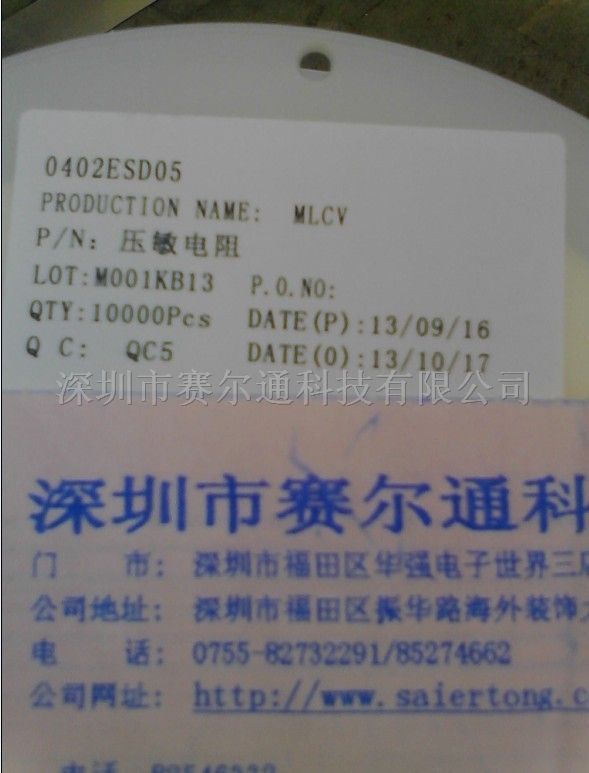 0402ESD05
PRODUCTION NAME: MLCV
P/N: 压敏电阻
LOT:M001KB13 P.O.NO:
QTY:10000Pcs DATE(P):13/09/16
Q C: QC5 DATE(O):13/10/17
深圳市赛尔通科技有限公司
深圳市赛尔通科
门 市: 深圳市福田区华强电子世界三
公司地址: 深圳市福田区振华路海外装饰
电 话: 0755-82732291/85274662
公司网址: http://www.saiertong.c